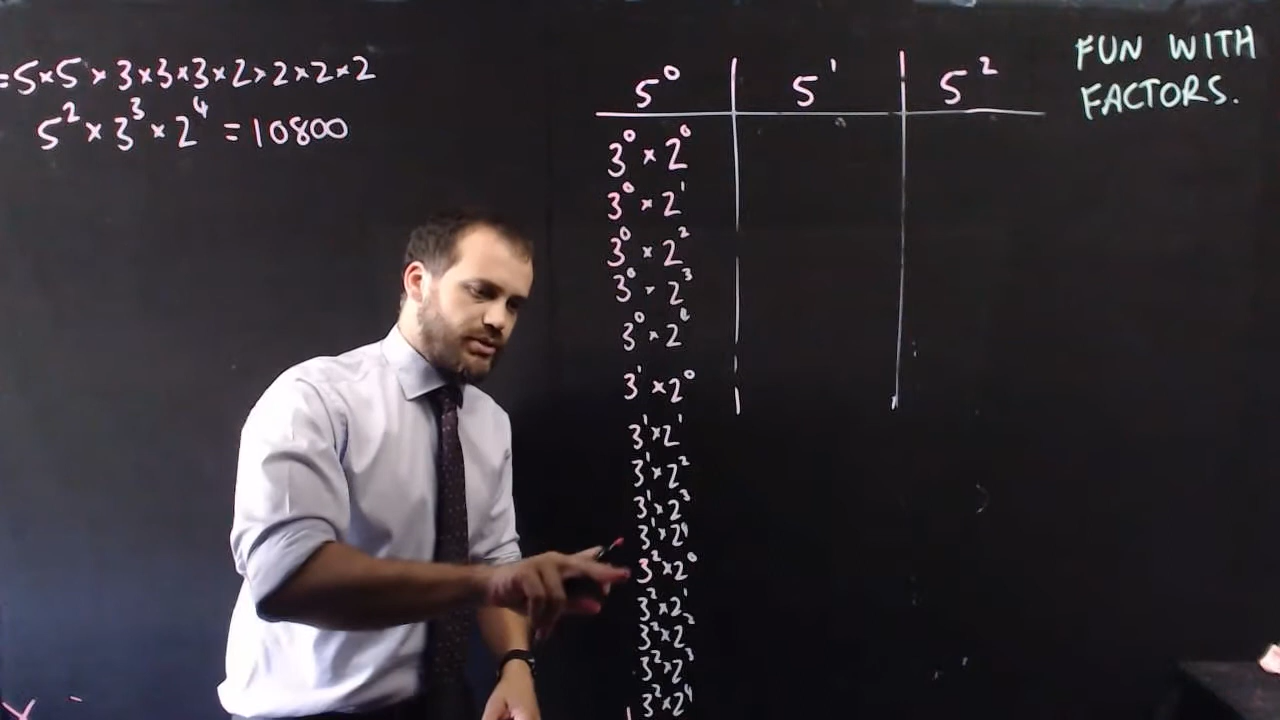 =5×5×3×3×3×2×2×2×2
5² × 3³ × 2⁴ = 10800
5⁰ 5¹ 5²
3⁰ × 2⁰
3⁰ × 2¹
3⁰ × 2²
3⁰ × 2³
3⁰ × 2⁴
3¹ × 2⁰
3¹ × 2¹
3¹ × 2²
3¹ × 2³
3¹ × 2⁴
3² × 2⁰
3² × 2¹
3² × 2²
3² × 2³
3² × 2⁴
FUN WITH
FACTORS.